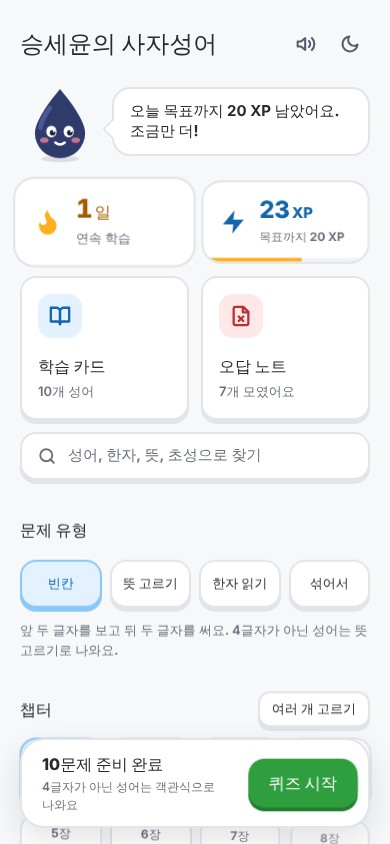 승세윤의 사자성어
오늘 목표까지 20 XP 남았어요.
조금만 더!
1일
연속 학습
23 XP
목표까지 20 XP
학습 카드
10개 성어
오답 노트
7개 모였어요
성어, 한자, 뜻, 초성으로 찾기
문제 유형
빈칸
뜻 고르기
한자 읽기
섞어서
앞 두 글자를 보고 뒤 두 글자를 써요. 4글자가 아닌 성어는 뜻
고르기로 나와요.
챕터
여러 개 고르기
10문제 준비 완료
4글자가 아닌 성어는 객관식으로
나와요
퀴즈 시작
5장
6장
7장
8장